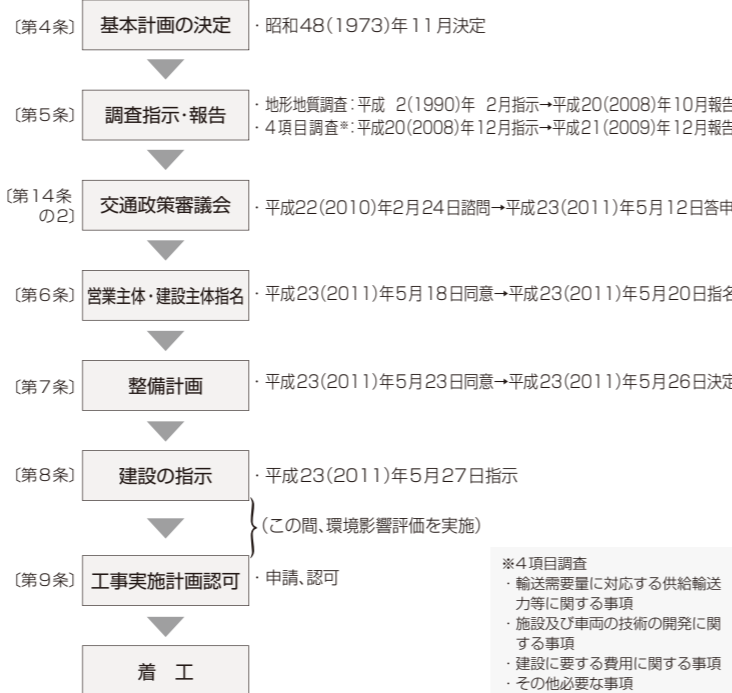 〔第4条〕 基本計画の決定 ・昭和48(1973)年11月決定
〔第5条〕 調査指示・報告 ・地形地質調査：平成 2(1990)年 2月指示→平成20(2008)年10月報告
・4項目調査※：平成20(2008)年12月指示→平成21(2009)年12月報告
〔第14条
の2〕 交通政策審議会 ・平成22(2010)年2月24日諮問→平成23(2011)年5月12日答申
〔第6条〕 営業主体・建設主体指名 ・平成23(2011)年5月18日同意→平成23(2011)年5月20日指名
〔第7条〕 整備計画 ・平成23(2011)年5月23日同意→平成23(2011)年5月26日決定
〔第8条〕 建設の指示 ・平成23(2011)年5月27日指示
(この間、環境影響評価を実施)
〔第9条〕 工事実施計画認可 ・申請、認可
着 工
※4項目調査
・輸送需要量に対応する供給輸送
力等に関する事項
・施設及び車両の技術の開発に関
する事項
・建設に要する費用に関する事項
・その他必要な事項